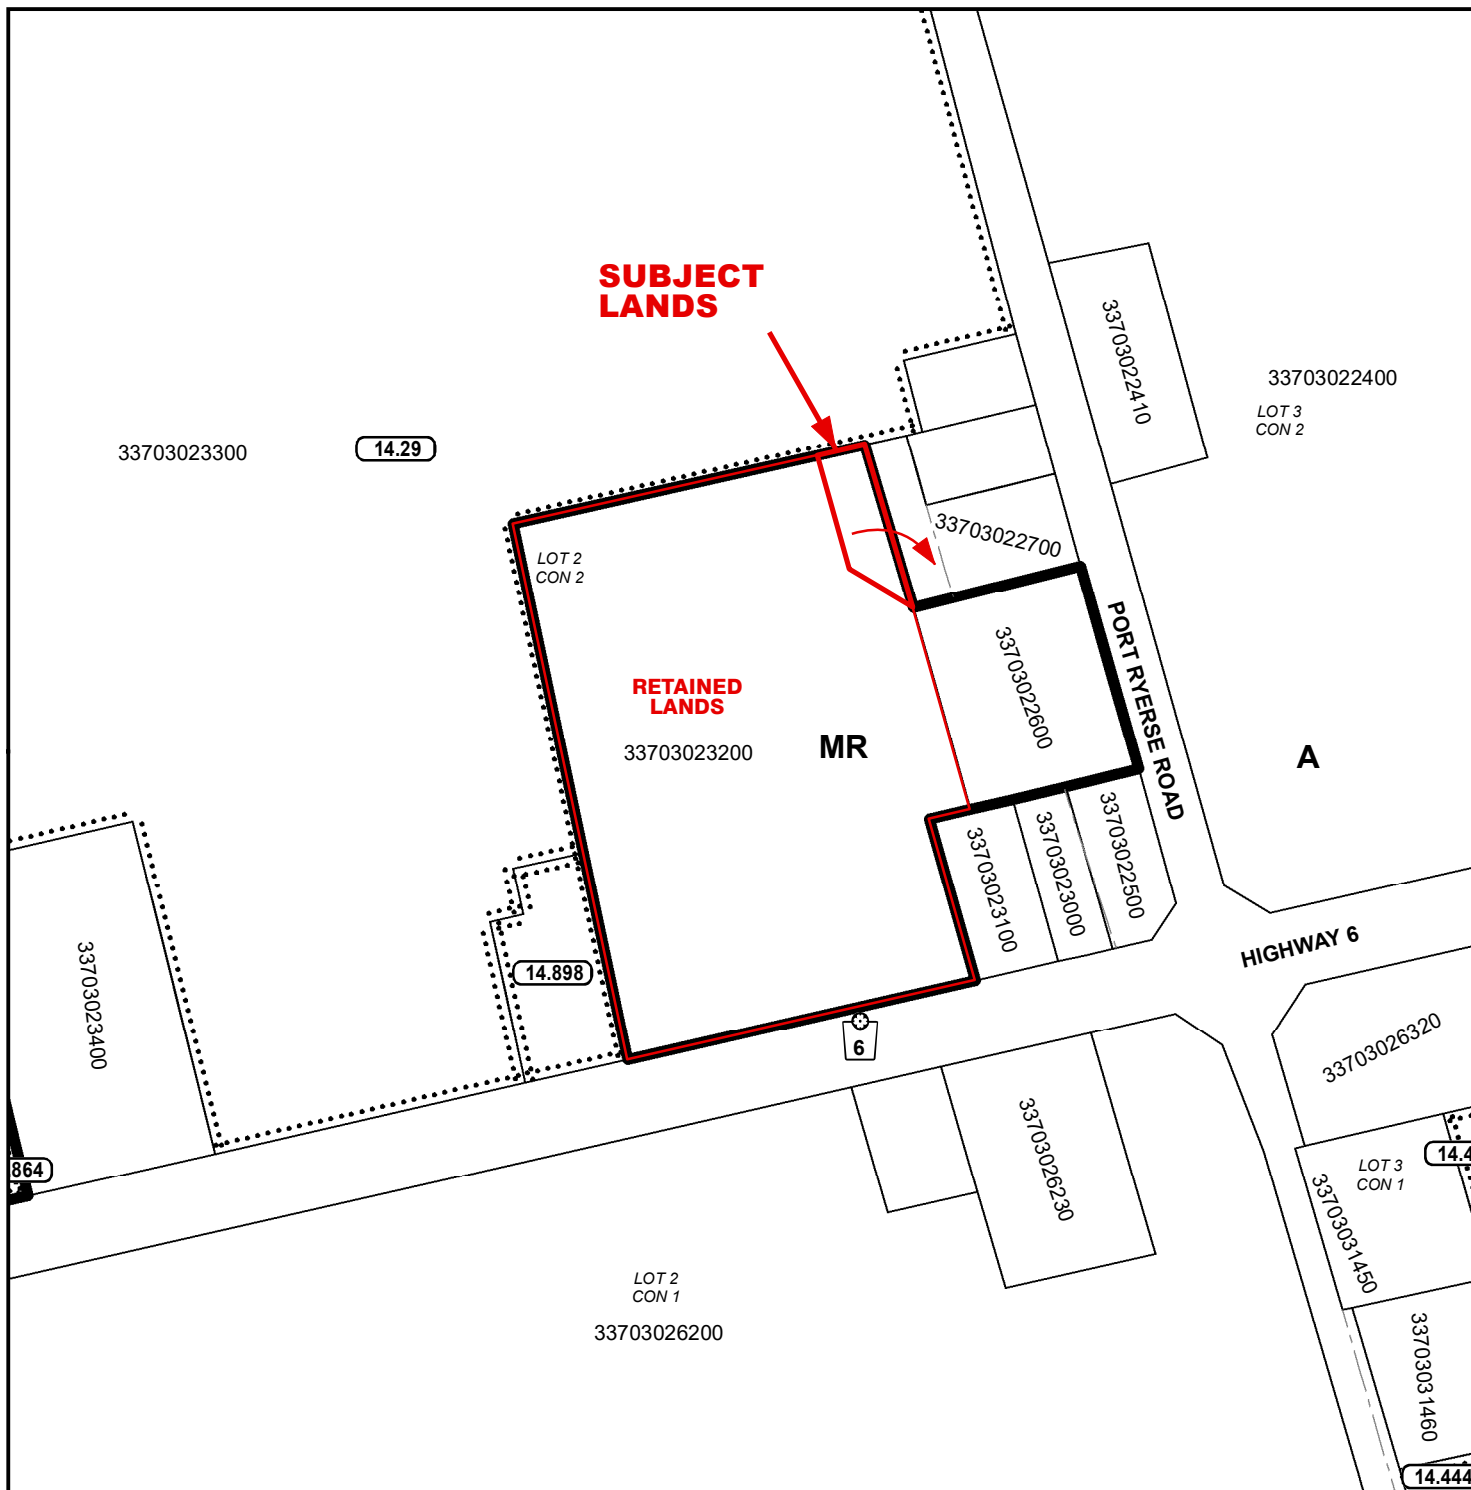 SUBJECT
LANDS
33703022410
33703022400
LOT 3
CON 2
33703023300
14.29
33703022700
LOT 2
CON 2
PORT RYERSE ROAD
33703022600
RETAINED
LANDS
33703023200
MR
A
33703023100
33703023000
33703022500
HIGHWAY 6
33703023400
14.898
6
33703026320
33703026230
864
14.4
LOT 3
CON 1
33703031450
LOT 2
CON 1
33703026200
33703031460
14.444